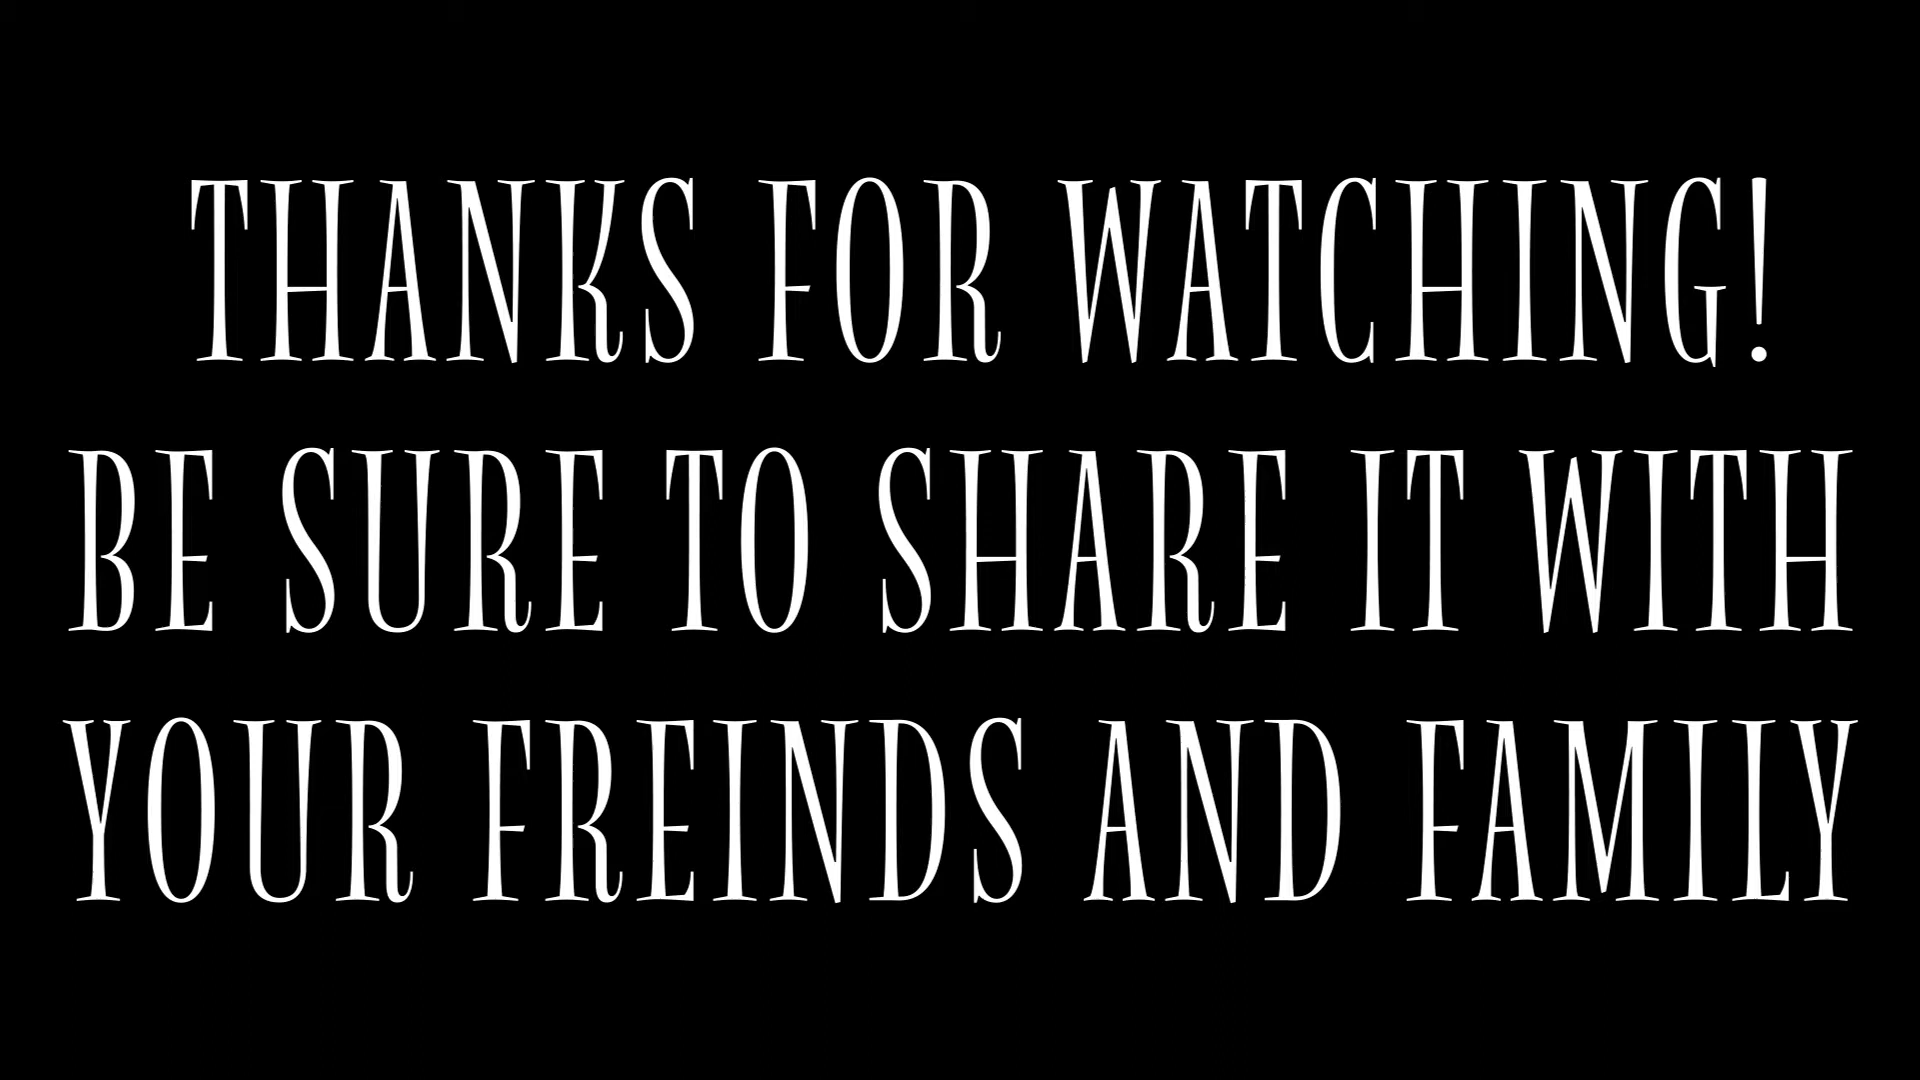 THANKS FOR WATCHING!
BE SURE TO SHARE IT WITH
YOUR FREINDS AND FAMILY